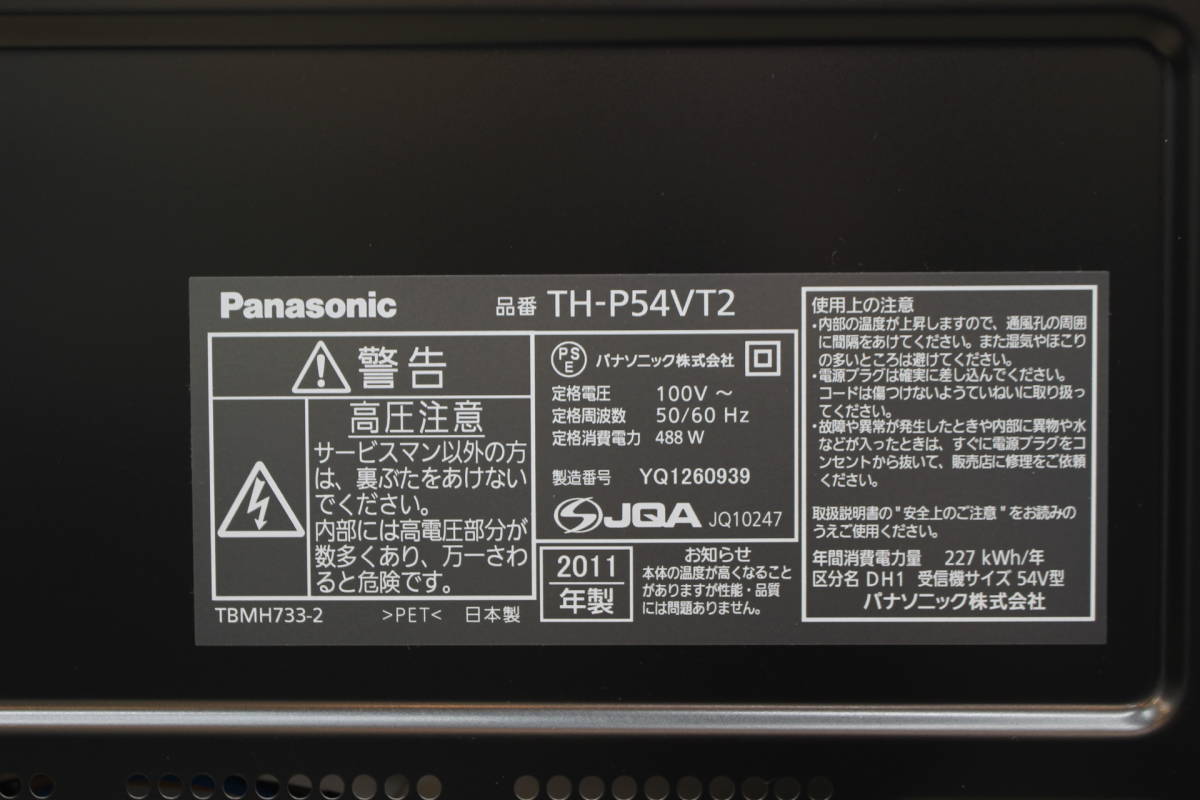 Panasonic
品番 TH-P54VT2
警告
高圧注意
サービスマン以外の方
は、裏ぶたをあけない
でください。
内部には高電圧部分が
数多くあり、万一さわ
ると危険です。
TBMH733-2 >PET< 日本製
PSE パナソニック株式会社
定格電圧 100V ～
定格周波数 50/60 Hz
定格消費電力 488 W
製造番号 YQ1260939
JQA JQ10247
2011
年製
お知らせ
本体の温度が高くなること
がありますが性能・品質
には問題ありません。
使用上の注意
・内部の温度が上昇しますので、通風孔の周囲
に間隔をあけてください。また湿気やほこり
の多いところは避けてください。
・電源プラグは確実に差し込んでください。
コードは傷つけないようていねいに取り扱っ
てください。
・故障や異常が発生したときや内部に異物や水
などが入ったときは、すぐに電源プラグをコ
ンセントから抜いて、販売店に修理をご依頼
ください。
取扱説明書の"安全上のご注意"をお読みの
うえご使用ください。
年間消費電力量 227 kWh/年
区分名 DH1 受信機サイズ 54V型
パナソニック株式会社